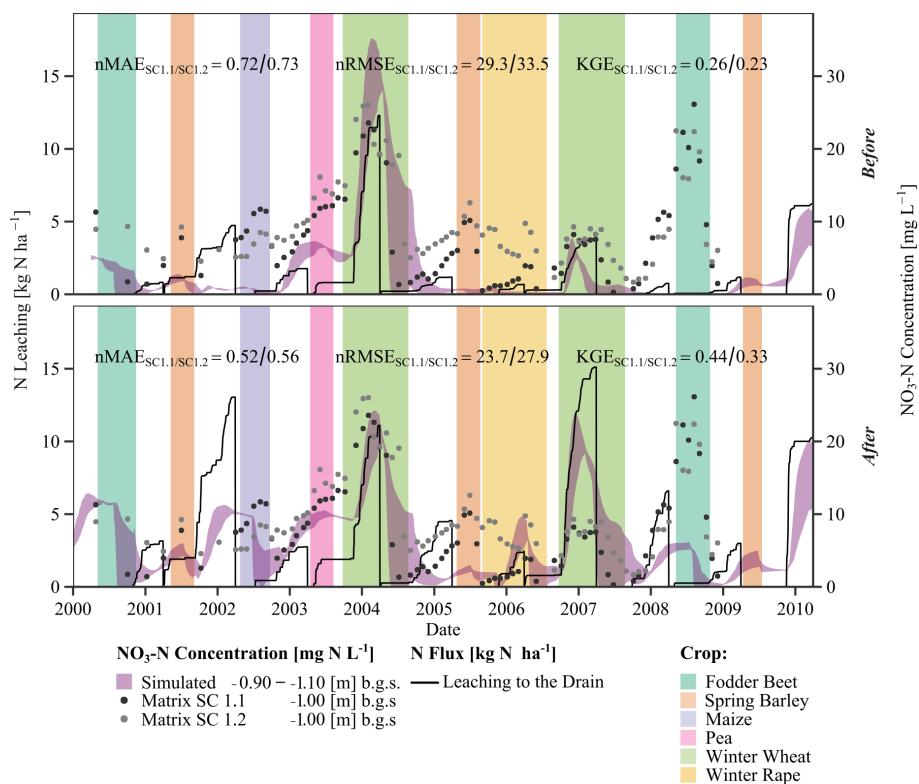 nMAE_SC1.1/SC1.2 = 0.72/0.73 nRMSE_SC1.1/SC1.2 = 29.3/33.5 KGE_SC1.1/SC1.2 = 0.26/0.23
15
10
5
0
30
20
10
0
Before
N Leaching [kg N ha⁻¹]
NO₃-N Concentration [mg L⁻¹]
nMAE_SC1.1/SC1.2 = 0.52/0.56 nRMSE_SC1.1/SC1.2 = 23.7/27.9 KGE_SC1.1/SC1.2 = 0.44/0.33
15
10
5
0
30
20
10
0
After
2000 2001 2002 2003 2004 2005 2006 2007 2008 2009 2010
Date
NO₃-N Concentration [mg N L⁻¹] N Flux [kg N ha⁻¹] Crop:
Simulated -0.90 − -1.10 [m] b.g.s. Leaching to the Drain Fodder Beet
Matrix SC 1.1 -1.00 [m] b.g.s Spring Barley
Matrix SC 1.2 -1.00 [m] b.g.s Maize
Pea
Winter Wheat
Winter Rape